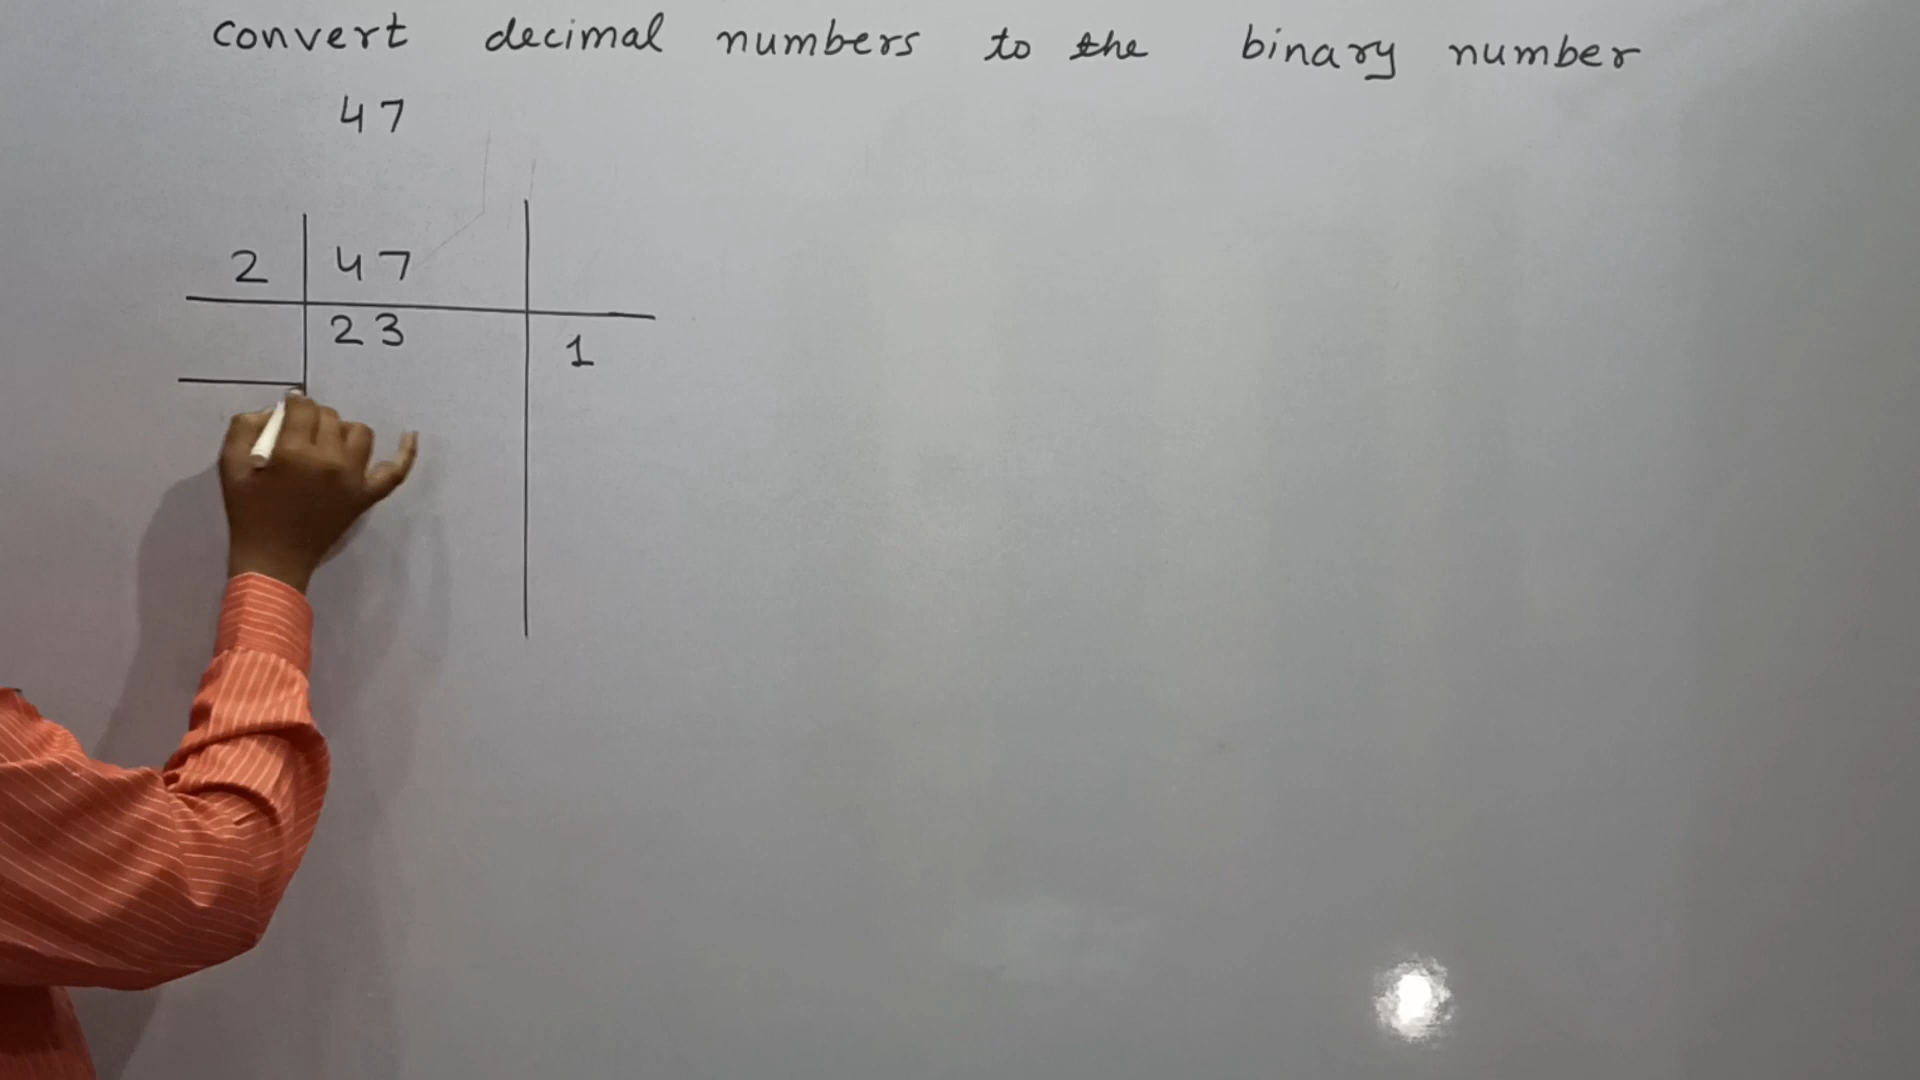 convert decimal numbers to the binary number
47
2 47
23 1